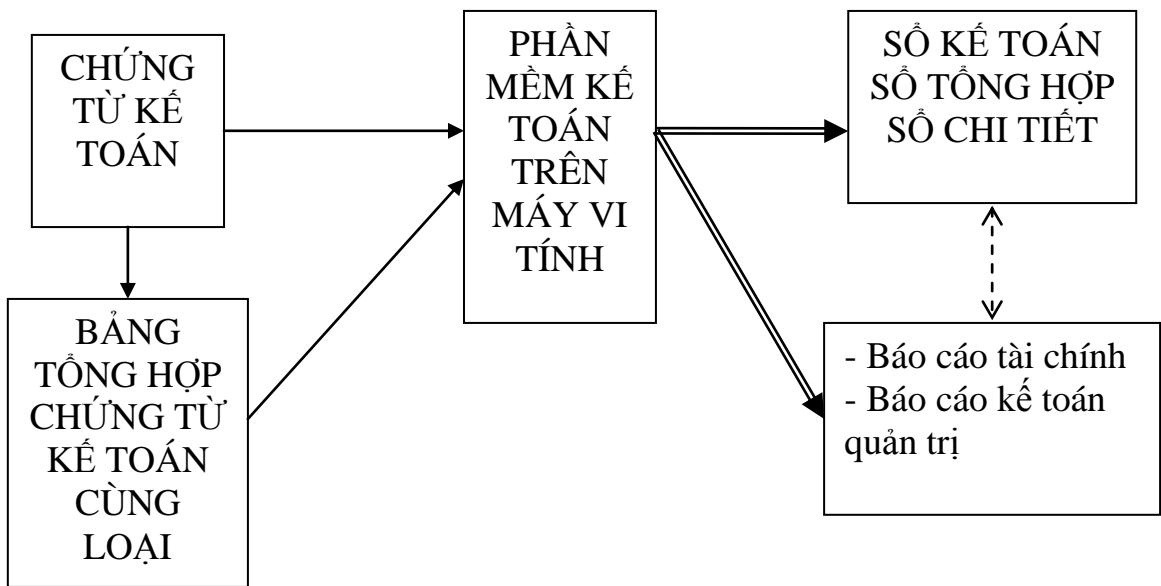 CHỨNG
TỪ KẾ
TOÁN
BẢNG
TỔNG HỢP
CHỨNG TỪ
KẾ TOÁN
CÙNG
LOẠI
PHẦN
MỀM KẾ
TOÁN
TRÊN
MÁY VI
TÍNH
SỔ KẾ TOÁN
SỔ TỔNG HỢP
SỔ CHI TIẾT
- Báo cáo tài chính
- Báo cáo kế toán
quản trị